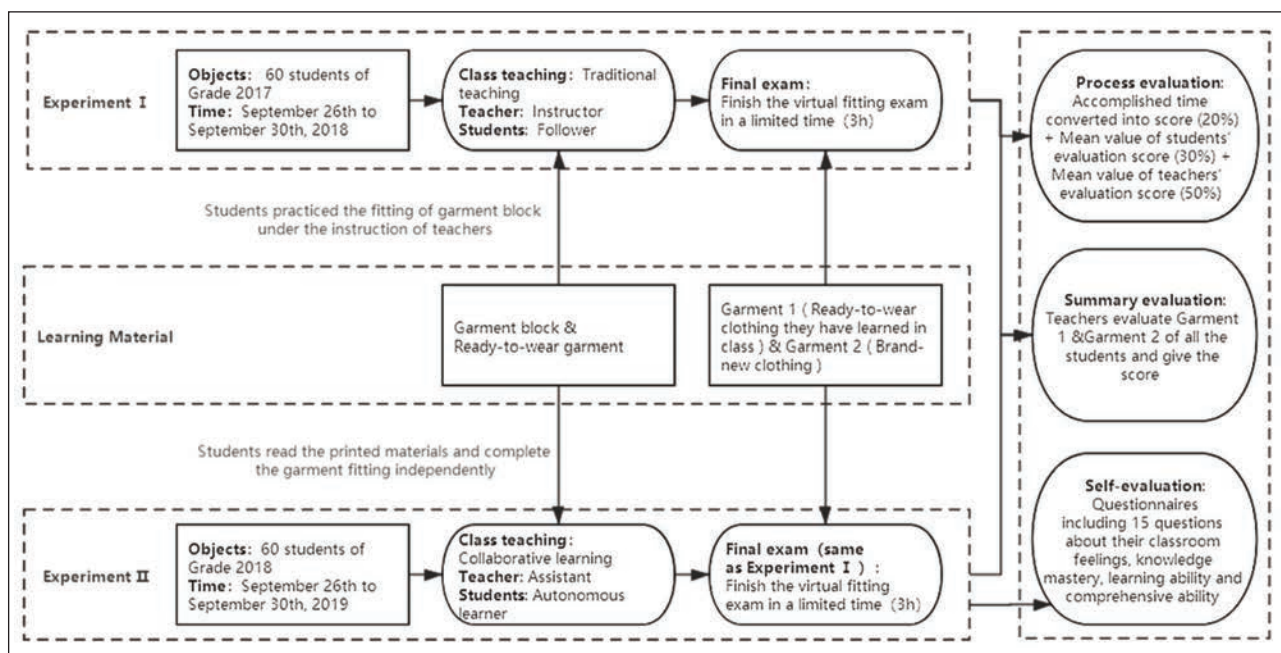 Experiment Ⅰ
Objects: 60 students of
Grade 2017
Time: September 26th to
September 30th, 2018
Class teaching: Traditional
teaching
Teacher: Instructor
Students: Follower
Final exam:
Finish the virtual fitting exam
in a limited time (3h)
Students practiced the fitting of garment block
under the instruction of teachers
Learning Material
Garment block &
Ready-to-wear garment
Garment 1 ( Ready-to-wear
clothing they have learned in
class ) & Garment 2 ( Brand-
new clothing )
Students read the printed materials and complete
the garment fitting independently
Experiment Ⅱ
Objects: 60 students of
Grade 2018
Time: September 26th to
September 30th, 2019
Class teaching:
Collaborative learning
Teacher: Assistant
Students: Autonomous
learner
Final exam (same
as Experiment Ⅰ) :
Finish the virtual fitting
exam in a limited time (3h)
Process evaluation:
Accomplished time
converted into score (20%)
+ Mean value of students'
evaluation score (30%) +
Mean value of teachers'
evaluation score (50%)
Summary evaluation:
Teachers evaluate Garment
1 &Garment 2 of all the
students and give the
score
Self-evaluation:
Questionnaires
including 15 questions
about their classroom
feelings, knowledge
mastery, learning ability and
comprehensive ability